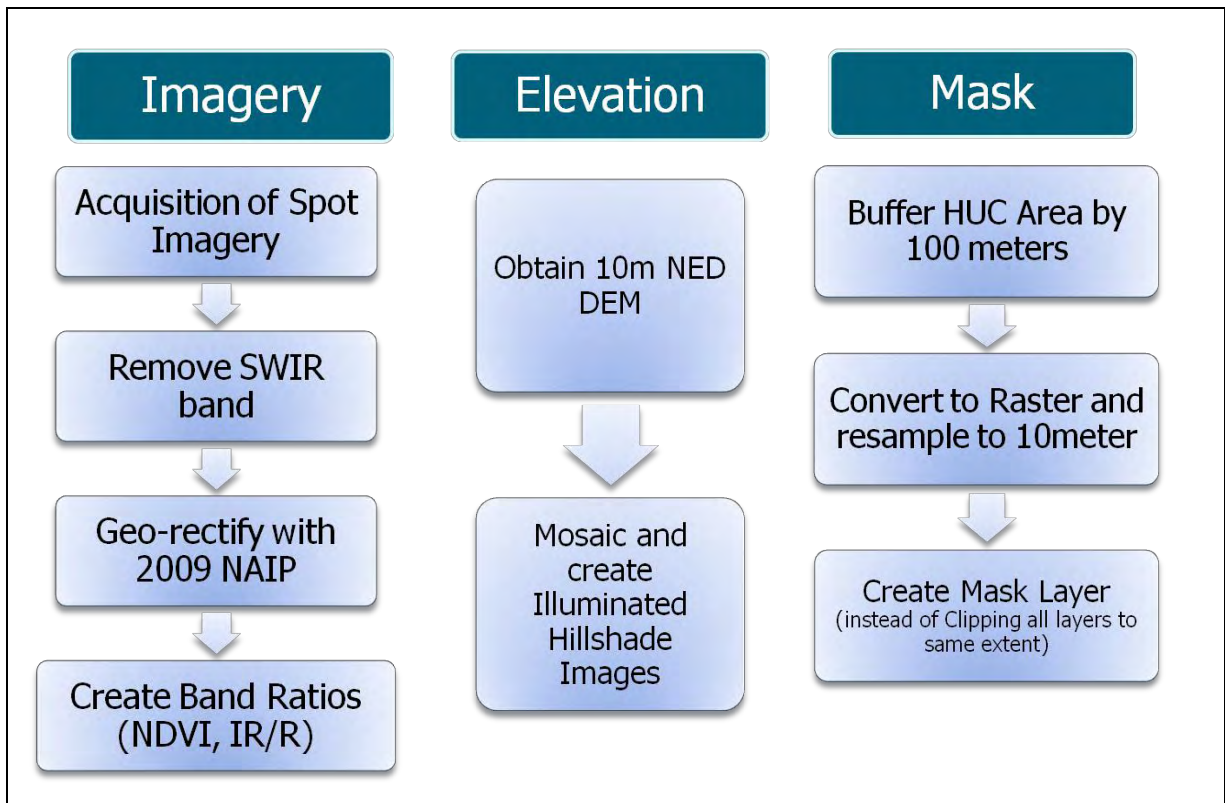 Imagery
Acquisition of Spot
Imagery
Remove SWIR
band
Geo-rectify with
2009 NAIP
Create Band Ratios
(NDVI, IR/R)
Elevation
Obtain 10m NED
DEM
Mosaic and
create
Illuminated
Hillshade
Images
Mask
Buffer HUC Area by
100 meters
Convert to Raster and
resample to 10meter
Create Mask Layer
(instead of Clipping all layers to
same extent)